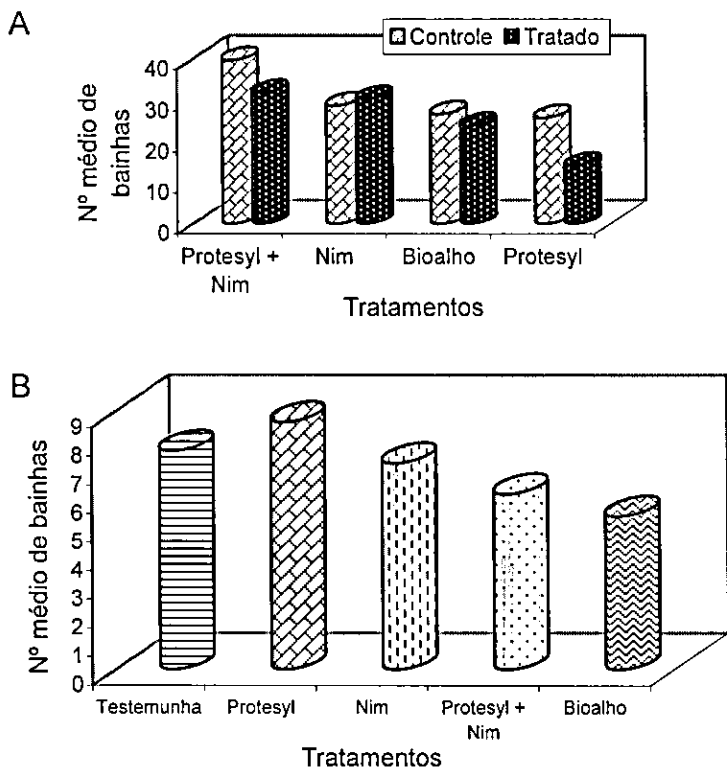 A
Controle Tratado
Nº médio de
bainhas
40
30
20
10
0
Protesyl +
Nim
Nim
Bioalho
Protesyl
Tratamentos
B
Nº médio de bainhas
9
8
7
6
5
4
3
2
1
0
Testemunha
Protesyl
Nim
Protesyl +
Nim
Bioalho
Tratamentos